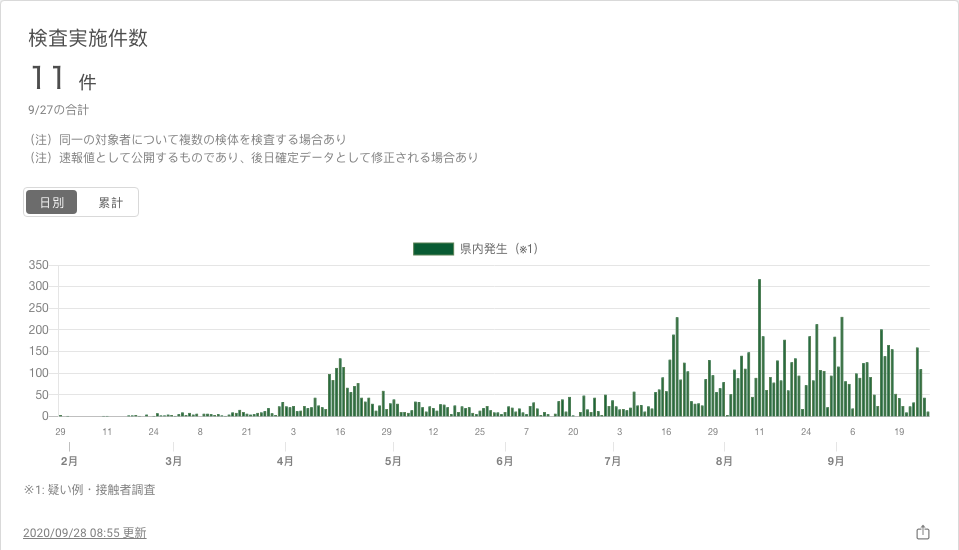 検査実施件数
11 件
9/27の合計
（注）同一の対象者について複数の検体を検査する場合あり
（注）速報値として公開するものであり、後日確定データとして修正される場合あり
日別 累計
県内発生（※1）
350
300
250
200
150
100
50
0
29 11 24 8 21 3 16 29 12 25 7 20 3 16 29 11 24 6 19
2月 3月 4月 5月 6月 7月 8月 9月
※1: 疑い例・接触者調査
2020/09/28 08:55 更新